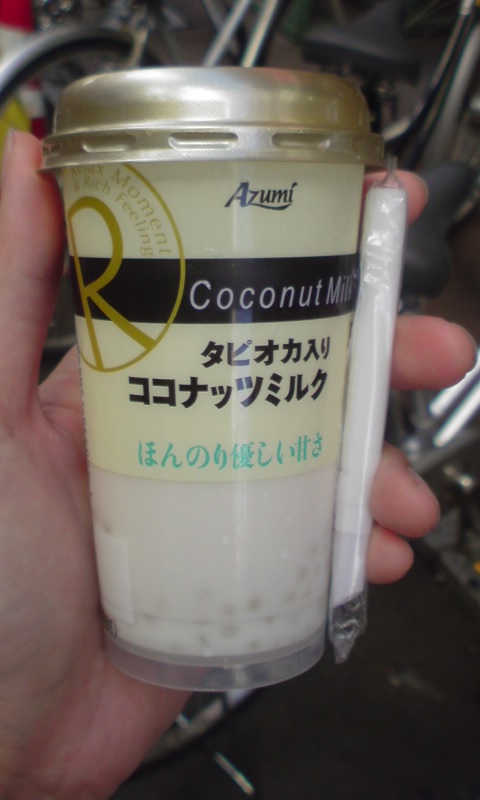 Relax Moment
& Rich Feeling
R
Azumi
Coconut Milk
タピオカ入り
ココナッツミルク
ほんのり優しい甘さ